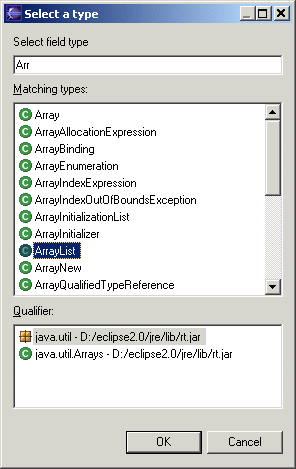 Select a type
Select field type
Arr
Matching types:
Array
ArrayAllocationExpression
ArrayBinding
ArrayEnumeration
ArrayIndexExpression
ArrayIndexOutOfBoundsException
ArrayInitializationList
ArrayInitializer
ArrayList
ArrayNew
ArrayQualifiedTypeReference
Qualifier:
java.util - D:/eclipse2.0/jre/lib/rt.jar
java.util.Arrays - D:/eclipse2.0/jre/lib/rt.jar
OK Cancel